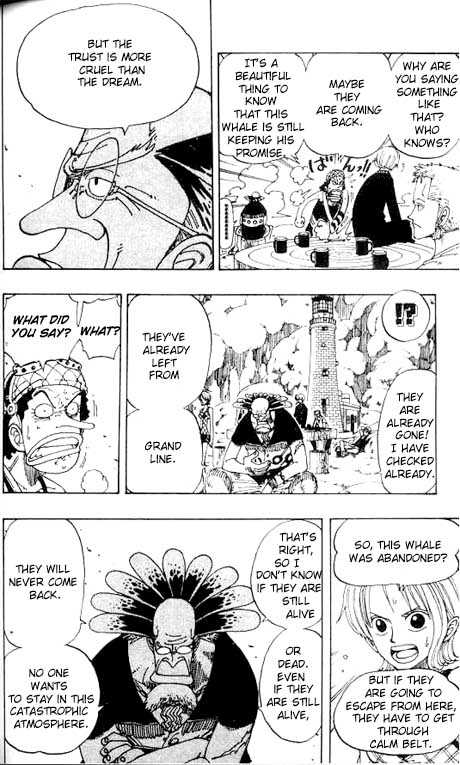 WHY ARE
YOU SAYING
SOMETHING
LIKE
THAT?
WHO
KNOWS?
MAYBE
THEY
ARE COMING
BACK.
IT'S A
BEAUTIFUL
THING TO
KNOW
THAT THIS
WHALE IS STILL
KEEPING HIS
PROMISE.
ばんっ!!
BUT THE
TRUST IS MORE
CRUEL THAN
THE DREAM.
!?
THEY
ARE
ALREADY
GONE!
I HAVE
CHECKED
ALREADY.
THEY'VE
ALREADY
LEFT
FROM
GRAND
LINE.
WHAT?
WHAT DID
YOU SAY?
SO, THIS WHALE
WAS ABANDONED?
BUT IF THEY
ARE GOING TO
ESCAPE FROM HERE,
THEY HAVE TO GET
THROUGH
CALM BELT.
THAT'S
RIGHT,
SO I
DON'T KNOW
IF THEY ARE
STILL
ALIVE
OR
DEAD.
EVEN
IF THEY
ARE STILL
ALIVE,
THEY WILL
NEVER COME
BACK.
NO ONE
WANTS
TO STAY IN THIS
CATASTROPHIC
ATMOSPHERE.